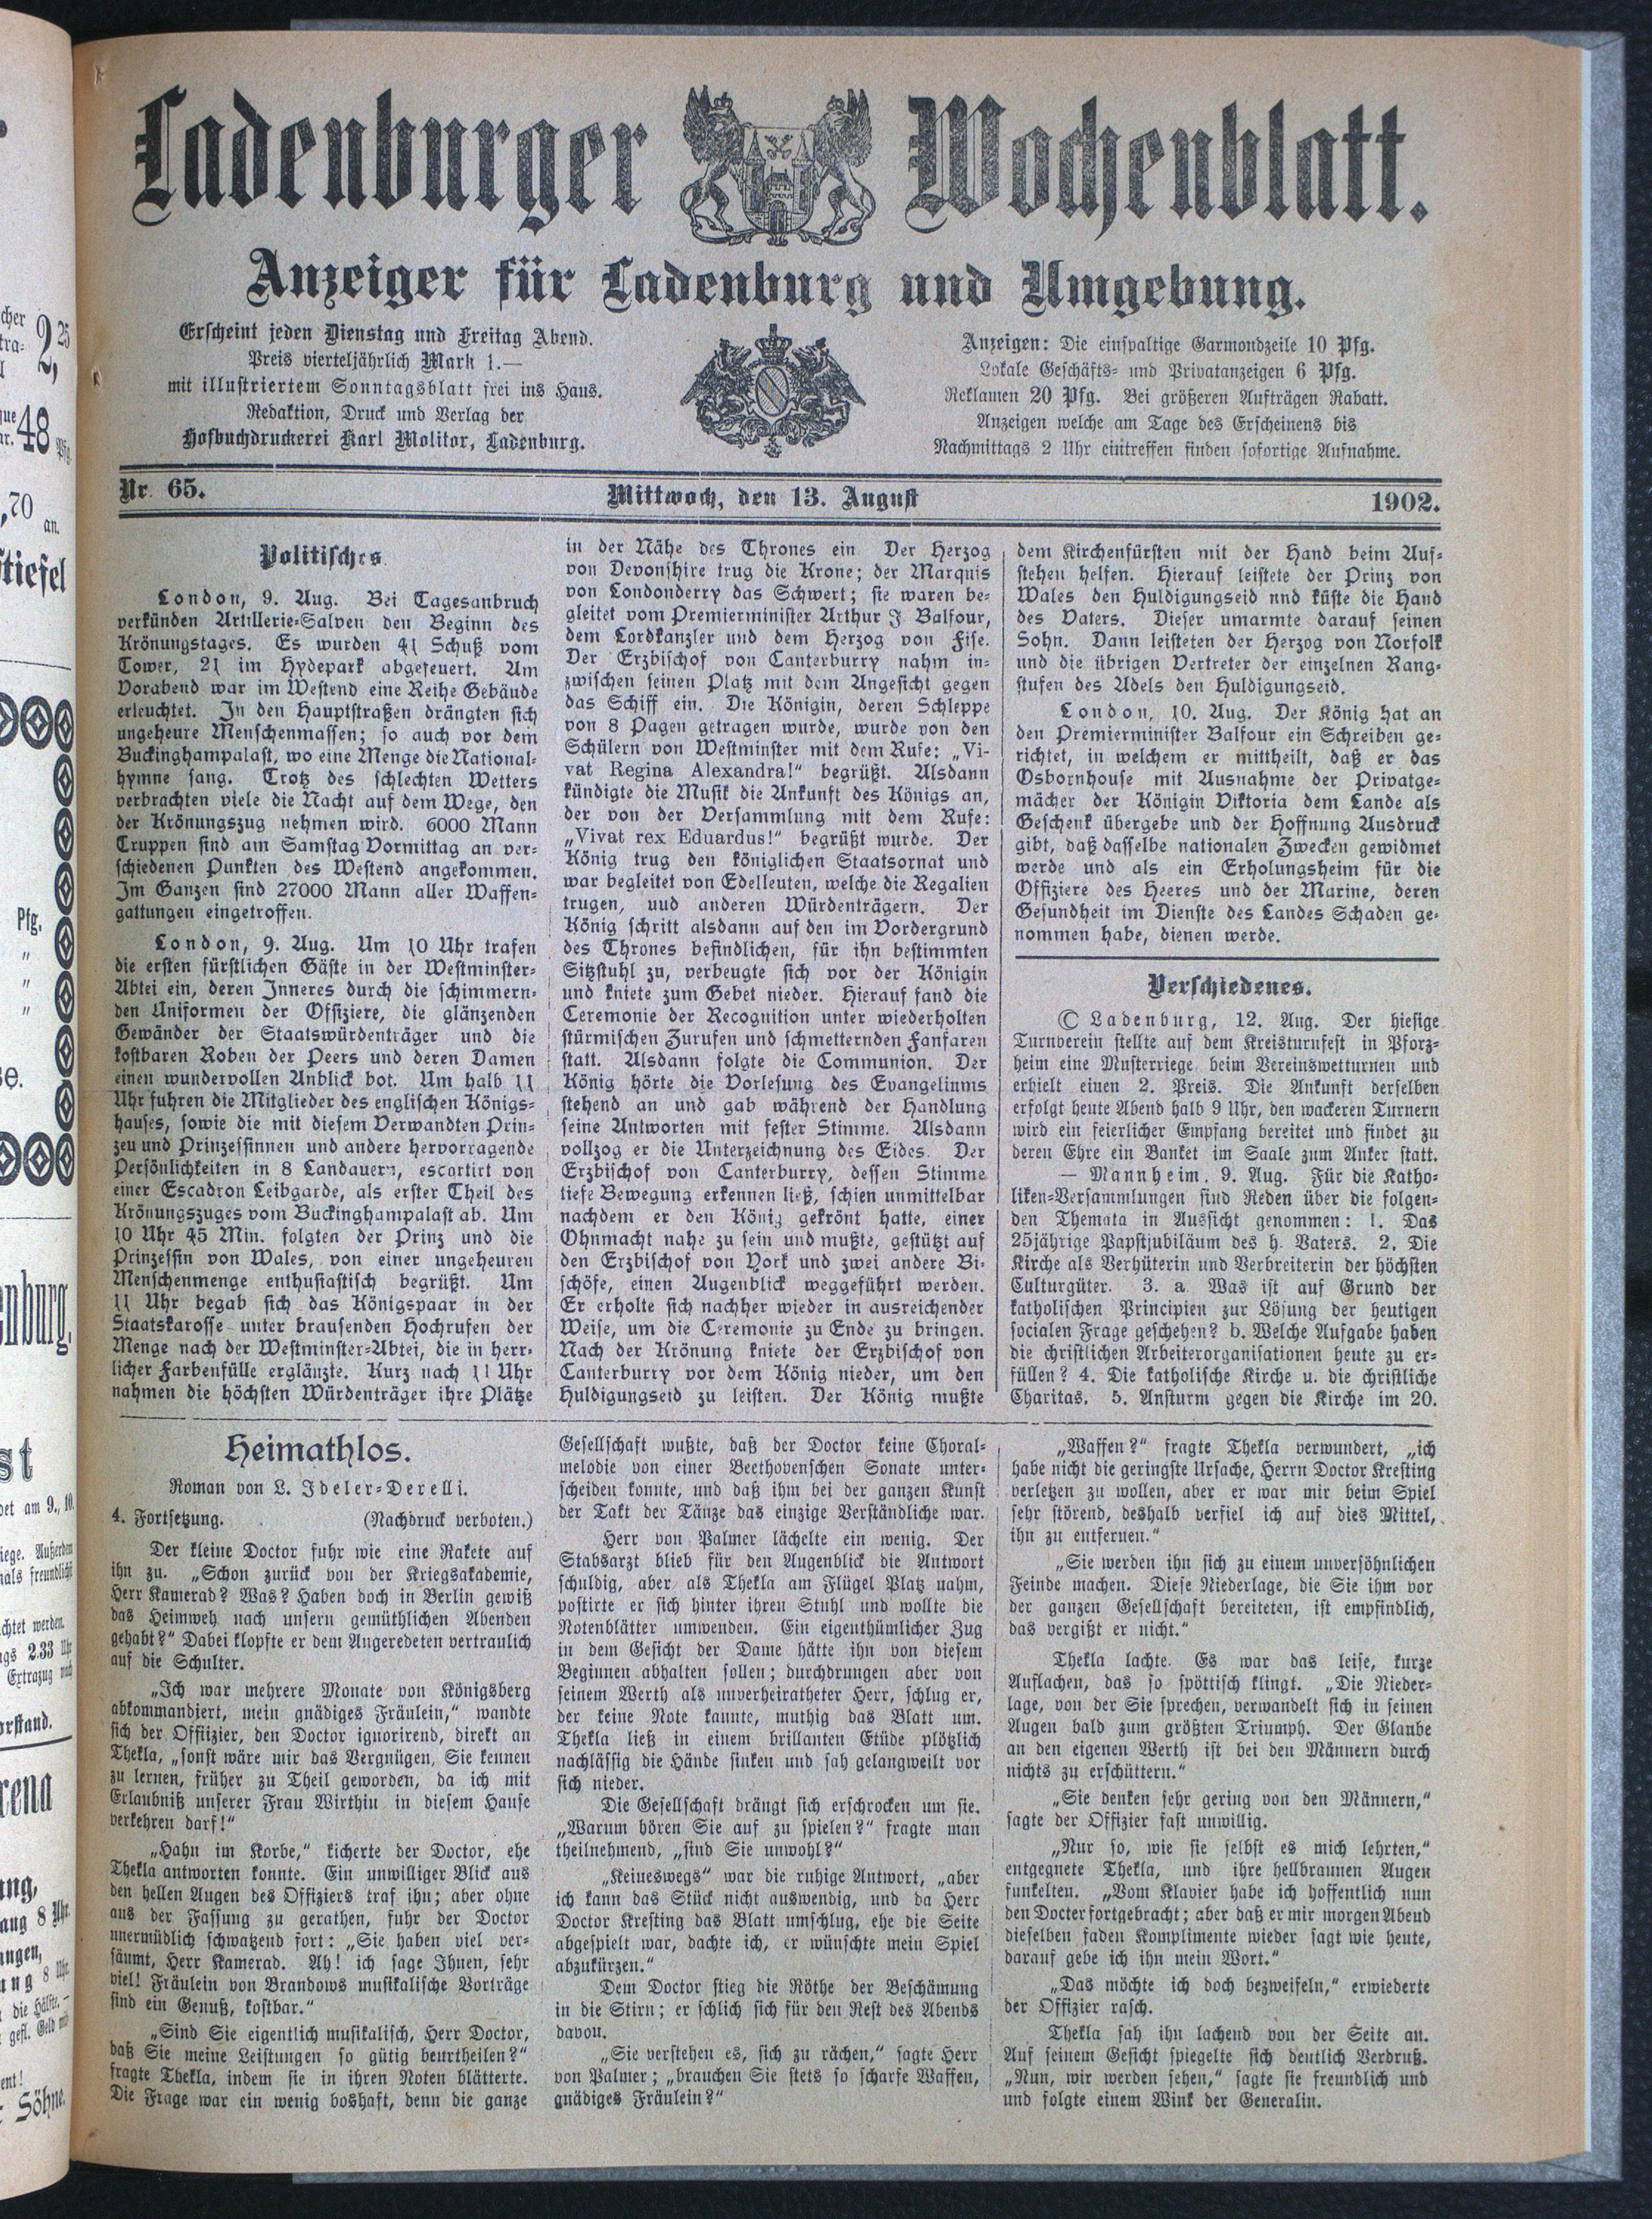 Ladenburger Wochenblatt.
Anzeiger für Ladenburg und Umgebung.
Erscheint jeden Dienstag und Freitag Abend.
Preis vierteljährlich Mark 1.—
mit illustriertem Sonntagsblatt frei ins Haus.
Redaktion, Druck und Verlag der
Hofbuchdruckerei Karl Molitor, Ladenburg.
Anzeigen: Die einspaltige Garmondzeile 10 Pfg.
Lokale Geschäfts- und Privatanzeigen 6 Pfg.
Reklamen 20 Pfg. Bei größeren Aufträgen Rabatt.
Anzeigen welche am Tage des Erscheinens bis
Nachmittags 2 Uhr eintreffen finden sofortige Aufnahme.
Nr. 65. Mittwoch, den 13. August 1902.
Politisches.
London, 9. Aug. Bei Tagesanbruch
verkünden Artillerie-Salven den Beginn des
Krönungstages. Es wurden 41 Schuß vom
Tower, 21 im Hydepark abgefeuert. Am
Vorabend war im Westend eine Reihe Gebäude
erleuchtet. In den Hauptstraßen drängten sich
ungeheure Menschenmassen; so auch vor dem
Buckinghampalast, wo eine Menge die National-
hymne sang. Trotz des schlechten Wetters
verbrachten viele die Nacht auf dem Wege, den
der Krönungszug nehmen wird. 6000 Mann
Truppen sind am Samstag Vormittag an ver-
schiedenen Punkten des Westend angekommen.
Im Ganzen sind 27000 Mann aller Waffen-
gattungen eingetroffen.
London, 9. Aug. Um 10 Uhr trafen
die ersten fürstlichen Gäste in der Westminster-
Abtei ein, deren Inneres durch die schimmern-
den Uniformen der Offiziere, die glänzenden
Gewänder der Staatswürdenträger und die
kostbaren Roben der Peers und deren Damen
einen wundervollen Anblick bot. Um halb 11
Uhr fuhren die Mitglieder des englischen Königs-
hauses, sowie die mit diesem Verwandten Prin-
zen und Prinzessinnen und andere hervorragende
Persönlichkeiten in 8 Landauern, escortirt von
einer Escadron Leibgarde, als erster Theil des
Krönungszuges vom Buckinghampalast ab. Um
10 Uhr 45 Min. folgten der Prinz und die
Prinzessin von Wales, von einer ungeheuren
Menschenmenge enthusiastisch begrüßt. Um
11 Uhr begab sich das Königspaar in der
Staatskarosse unter brausenden Hochrufen der
Menge nach der Westminster-Abtei, die in herr-
licher Farbenfülle erglänzte. Kurz nach 11 Uhr
nahmen die höchsten Würdenträger ihre Plätze
in der Nähe des Thrones ein. Der Herzog
von Devonshire trug die Krone; der Marquis
von Londonderry das Schwert; sie waren be-
gleitet vom Premierminister Arthur J. Balfour,
dem Lordkanzler und dem Herzog von Fife.
Der Erzbischof von Canterburry nahm in-
zwischen seinen Platz mit dem Angesicht gegen
das Schiff ein. Die Königin, deren Schleppe
von 8 Pagen getragen wurde, wurde von den
Schülern von Westminster mit dem Rufe: „Vi-
vat Regina Alexandra!“ begrüßt. Alsdann
kündigte die Musik die Ankunft des Königs an,
der von der Versammlung mit dem Rufe:
„Vivat rex Eduardus!“ begrüßt wurde. Der
König trug den königlichen Staatsornat und
war begleitet von Edelleuten, welche die Regalien
trugen, uud anderen Würdenträgern. Der
König schritt alsdann auf den im Vordergrund
des Thrones befindlichen, für ihn bestimmten
Sitzstuhl zu, verbeugte sich vor der Königin
und kniete zum Gebet nieder. Hierauf fand die
Ceremonie der Recognition unter wiederholten
stürmischen Zurufen und schmetternden Fanfaren
statt. Alsdann folgte die Communion. Der
König hörte die Vorlesung des Evangeliums
stehend an und gab während der Handlung
seine Antworten mit fester Stimme. Alsdann
vollzog er die Unterzeichnung des Eides. Der
Erzbischof von Canterburry, dessen Stimme
tiefe Bewegung erkennen ließ, schien unmittelbar
nachdem er den König gekrönt hatte, einer
Ohnmacht nahe zu sein und mußte, gestützt auf
den Erzbischof von York und zwei andere Bi-
schöfe, einen Augenblick weggeführt werden.
Er erholte sich nachher wieder in ausreichender
Weise, um die Ceremonie zu Ende zu bringen.
Nach der Krönung kniete der Erzbischof von
Canterburry vor dem König nieder, um den
Huldigungseid zu leisten. Der König mußte
dem Kirchenfürsten mit der Hand beim Auf-
stehen helfen. Hierauf leistete der Prinz von
Wales den Huldigungseid nnd küßte die Hand
des Vaters. Dieser umarmte darauf seinen
Sohn. Dann leisteten der Herzog von Norfolk
und die übrigen Vertreter der einzelnen Rang-
stufen des Adels den Huldigungseid.
London, 10. Aug. Der König hat an
den Premierminister Balfour ein Schreiben ge-
richtet, in welchem er mittheilt, daß er das
Osbornhouse mit Ausnahme der Privatge-
mächer der Königin Viktoria dem Lande als
Geschenk übergebe und der Hoffnung Ausdruck
gibt, daß dasselbe nationalen Zwecken gewidmet
werde und als ein Erholungsheim für die
Offiziere des Heeres und der Marine, deren
Gesundheit im Dienste des Landes Schaden ge-
nommen habe, dienen werde.
Verschiedenes.
© Ladenburg, 12. Aug. Der hiesige
Turnverein stellte auf dem Kreisturnfest in Pforz-
heim eine Musterriege beim Vereinswetturnen und
erhielt einen 2. Preis. Die Ankunft derselben
erfolgt heute Abend halb 9 Uhr, den wackeren Turnern
wird ein feierlicher Empfang bereitet und findet zu
deren Ehre ein Banket im Saale zum Anker statt.
— Mannheim, 9. Aug. Für die Katho-
liken-Versammlungen sind Reden über die folgen-
den Themata in Aussicht genommen: 1. Das
25jährige Papstjubiläum des h. Vaters. 2. Die
Kirche als Verhüterin und Verbreiterin der höchsten
Culturgüter. 3. a. Was ist auf Grund der
katholischen Principien zur Lösung der heutigen
socialen Frage geschehen? b. Welche Aufgabe haben
die christlichen Arbeiterorganisationen heute zu er-
füllen? 4. Die katholische Kirche u. die christliche
Charitas. 5. Ansturm gegen die Kirche im 20.
Heimathlos.
Roman von L. Ideler-Derelli.
4. Fortsetzung. (Nachdruck verboten.)
Der kleine Doctor fuhr wie eine Rakete auf
ihn zu. „Schon zurück von der Kriegsakademie,
Herr Kamerad? Was? Haben doch in Berlin gewiß
das Heimweh nach unsern gemüthlichen Abenden
gehabt?“ Dabei klopfte er dem Angeredeten vertraulich
auf die Schulter.
„Ich war mehrere Monate von Königsberg
abkommandiert, mein gnädiges Fräulein,“ wandte
sich der Offizier, den Doctor ignorirend, direkt an
Thekla, „sonst wäre mir das Vergnügen, Sie kennen
zu lernen, früher zu Theil geworden, da ich mit
Erlaubniß unserer Frau Wirthin in diesem Hause
verkehren darf!“
„Hahn im Korbe,“ kicherte der Doctor, ehe
Thekla antworten konnte. Ein unwilliger Blick aus
den hellen Augen des Offiziers traf ihn; aber ohne
aus der Fassung zu gerathen, fuhr der Doctor
unermüdlich schwatzend fort: „Sie haben viel ver-
säumt, Herr Kamerad. Ah! ich sage Ihnen, sehr
viel! Fräulein von Brandows musikalische Vorträge
sind ein Genuß, kostbar.“
„Sind Sie eigentlich musikalisch, Herr Doctor,
daß Sie meine Leistungen so gütig beurtheilen?“
fragte Thekla, indem sie in ihren Noten blätterte.
Die Frage war ein wenig boshaft, denn die ganze
Gesellschaft wußte, daß der Doctor keine Choral-
melodie von einer Beethovenschen Sonate unter-
scheiden konnte, und daß ihm bei der ganzen Kunst
der Takt der Tänze das einzige Verständliche war.
Herr von Palmer lächelte ein wenig. Der
Stabsarzt blieb für den Augenblick die Antwort
schuldig, aber als Thekla am Flügel Platz nahm,
postirte er sich hinter ihren Stuhl und wollte die
Notenblätter umwenden. Ein eigenthümlicher Zug
in dem Gesicht der Dame hätte ihn von diesem
Beginnen abhalten sollen; durchdrungen aber von
seinem Werth als unverheiratheter Herr, schlug er,
der keine Note kannte, muthig das Blatt um.
Thekla ließ in einem brillanten Etüde plötzlich
nachlässig die Hände sinken und sah gelangweilt vor
sich nieder.
Die Gesellschaft drängt sich erschrocken um sie.
„Warum hören Sie auf zu spielen?“ fragte man
theilnehmend, „sind Sie unwohl?“
„Keineswegs“ war die ruhige Antwort, „aber
ich kann das Stück nicht auswendig, und da Herr
Doctor Kresting das Blatt umschlug, ehe die Seite
abgespielt war, dachte ich, er wünschte mein Spiel
abzukürzen.“
Dem Doctor stieg die Röthe der Beschämung
in die Stirn; er schlich sich für den Rest des Abends
davon.
„Sie verstehen es, sich zu rächen,“ sagte Herr
von Palmer; „brauchen Sie stets so scharfe Waffen,
gnädiges Fräulein?“
„Waffen?“ fragte Thekla verwundert, „ich
habe nicht die geringste Ursache, Herrn Doctor Kresting
verletzen zu wollen, aber er war mir beim Spiel
sehr störend, deshalb verfiel ich auf dies Mittel,
ihn zu entfernen.“
„Sie werden ihn sich zu einem unversöhnlichen
Feinde machen. Diese Niederlage, die Sie ihm vor
der ganzen Gesellschaft bereiteten, ist empfindlich,
das vergißt er nicht.“
Thekla lachte. Es war das leise, kurze
Auflachen, das so spöttisch klingt. „Die Nieder-
lage, von der Sie sprechen, verwandelt sich in seinen
Augen bald zum größten Triumph. Der Glaube
an den eigenen Werth ist bei den Männern durch
nichts zu erschüttern.“
„Sie denken sehr gering von den Männern,“
sagte der Offizier fast unwillig.
„Nur so, wie sie selbst es mich lehrten,“
entgegnete Thekla, und ihre hellbraunen Augen
funkelten. „Vom Klavier habe ich hoffentlich nun
den Docter fortgebracht; aber daß er mir morgen Abend
dieselben faden Komplimente wieder sagt wie heute,
darauf gebe ich ihn mein Wort.“
„Das möchte ich doch bezweifeln,“ erwiederte
der Offizier rasch.
Thekla sah ihn lachend von der Seite an.
Auf seinem Gesicht spiegelte sich deutlich Verdruß.
„Nun, wir werden sehen,“ sagte sie freundlich und
und folgte einem Wink der Generalin.